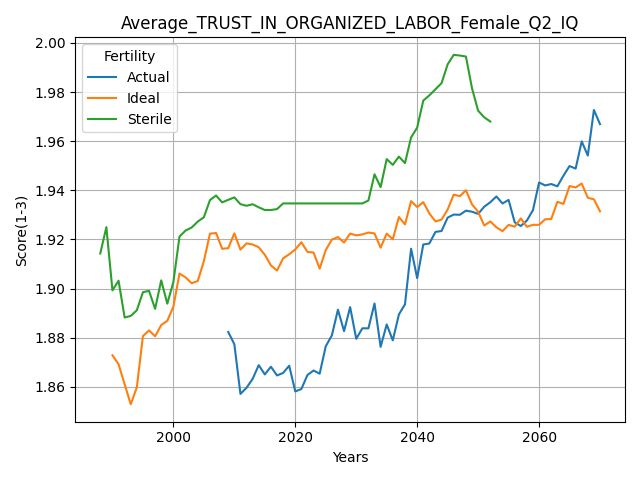 Average_TRUST_IN_ORGANIZED_LABOR_Female_Q2_IQ
2.00
1.98
1.96
1.94
1.92
1.90
1.88
1.86
Score(1-3)
Fertility
Actual
Ideal
Sterile
2000
2020
2040
2060
Years